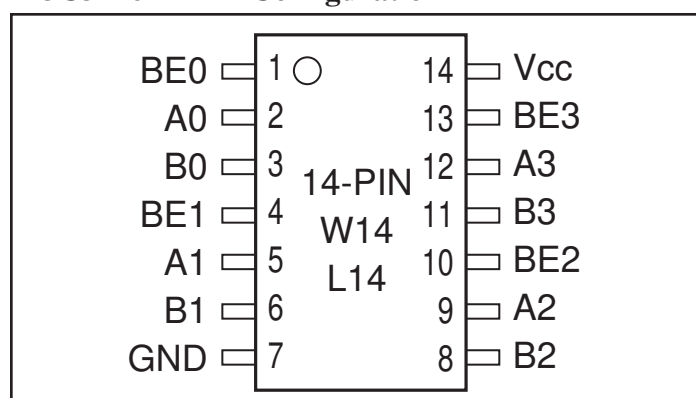 BE0 1 14 Vcc
A0 2 13 BE3
B0 3 12 A3
14-PIN
BE1 4 11 B3
W14
A1 5 10 BE2
L14
B1 6 9 A2
GND 7 8 B2